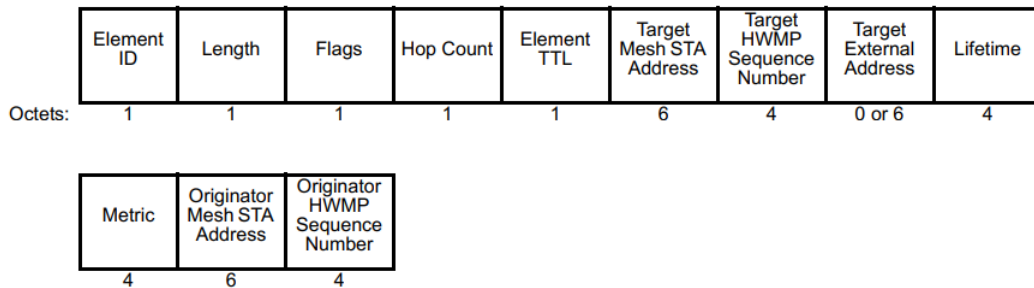 Element
ID
Length
Flags
Hop Count
Element
TTL
Target
Mesh STA
Address
Target
HWMP
Sequence
Number
Target
External
Address
Lifetime
Octets: 1 1 1 1 1 6 4 0 or 6 4
Metric
Originator
Mesh STA
Address
Originator
HWMP
Sequence
Number
4 6 4